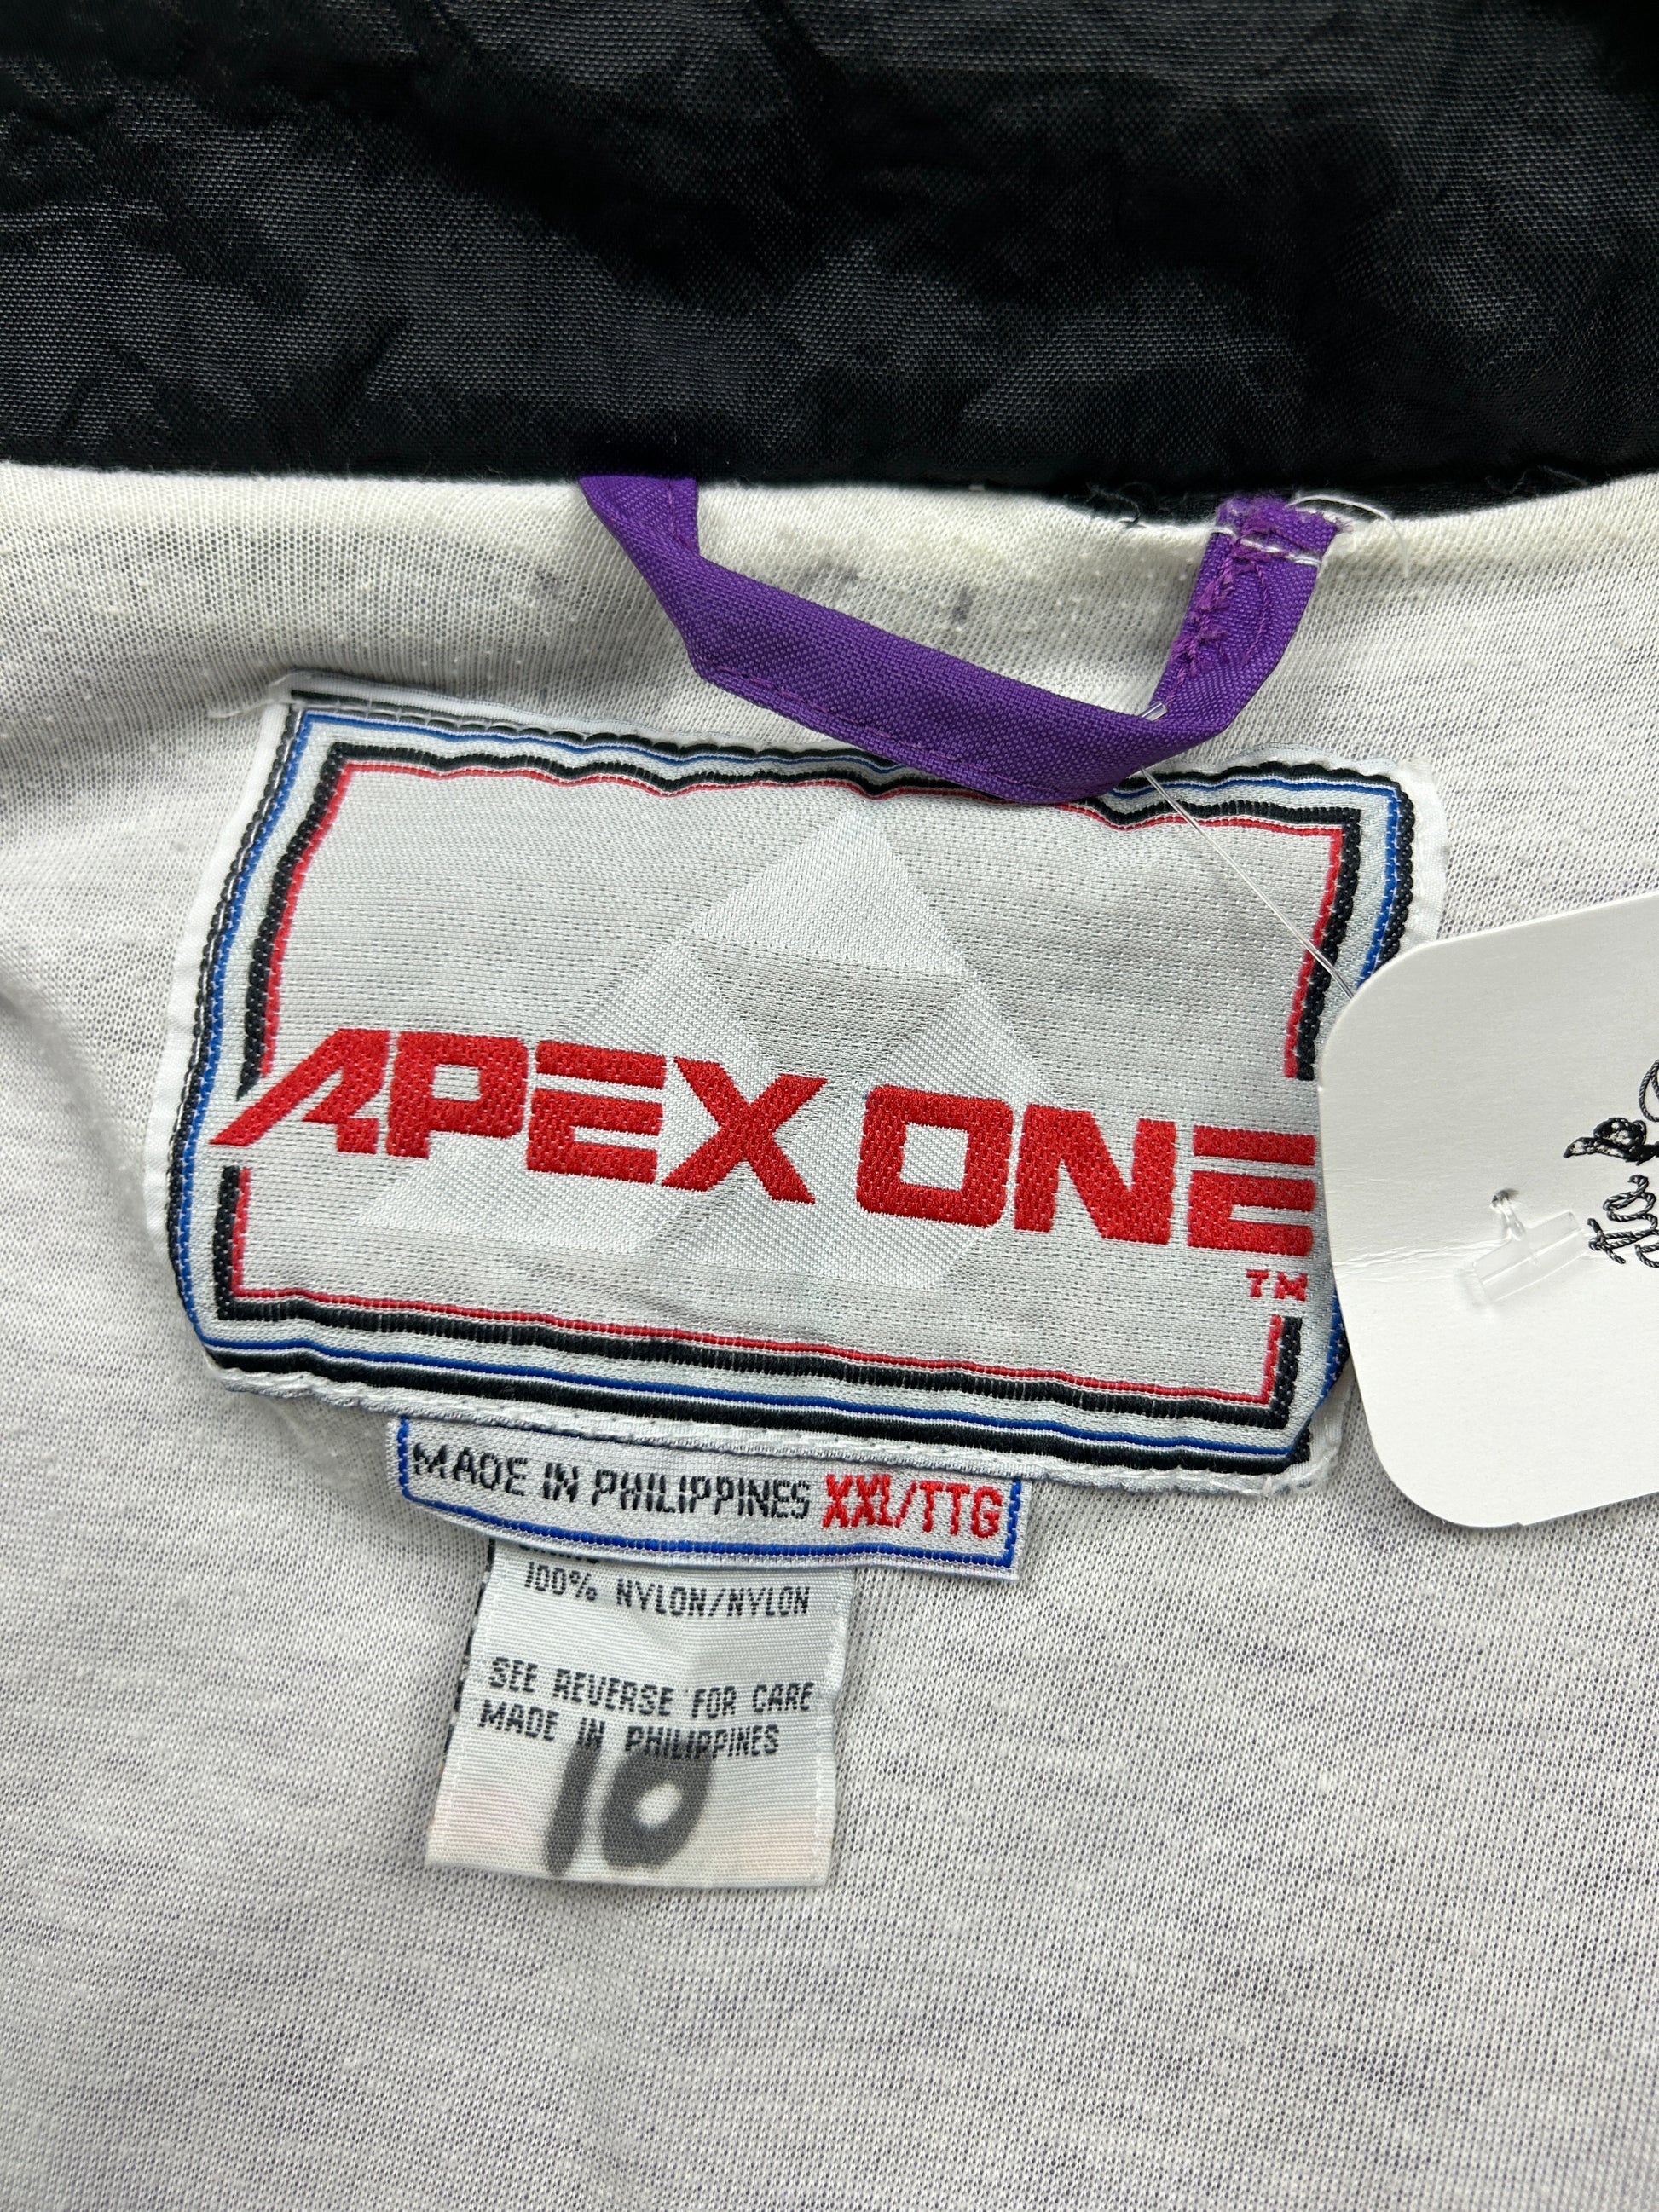 APEX ONE
TM
MADE IN PHILIPPINES XXL/TTG
100% NYLON/NYLON
SEE REVERSE FOR CARE
MADE IN PHILIPPINES
10